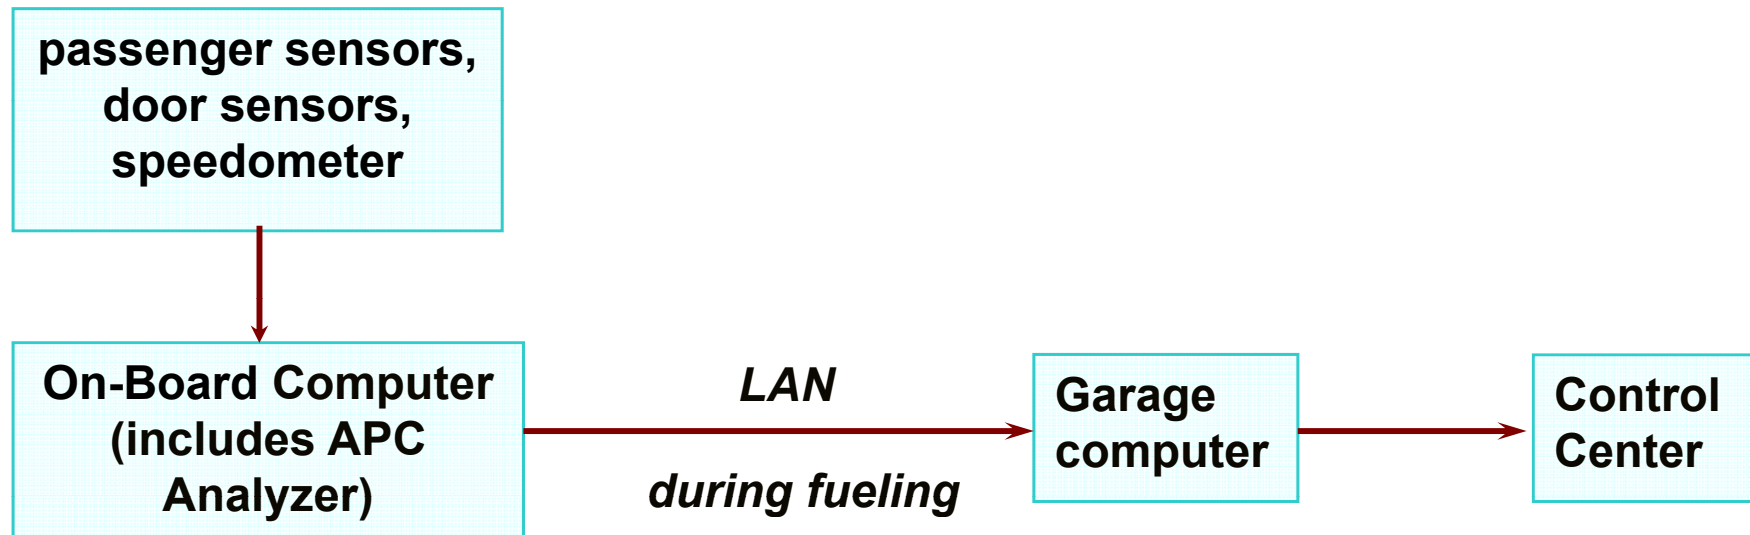 passenger sensors,
door sensors,
speedometer
On-Board Computer
(includes APC
Analyzer)
LAN
during fueling
Garage
computer
Control
Center